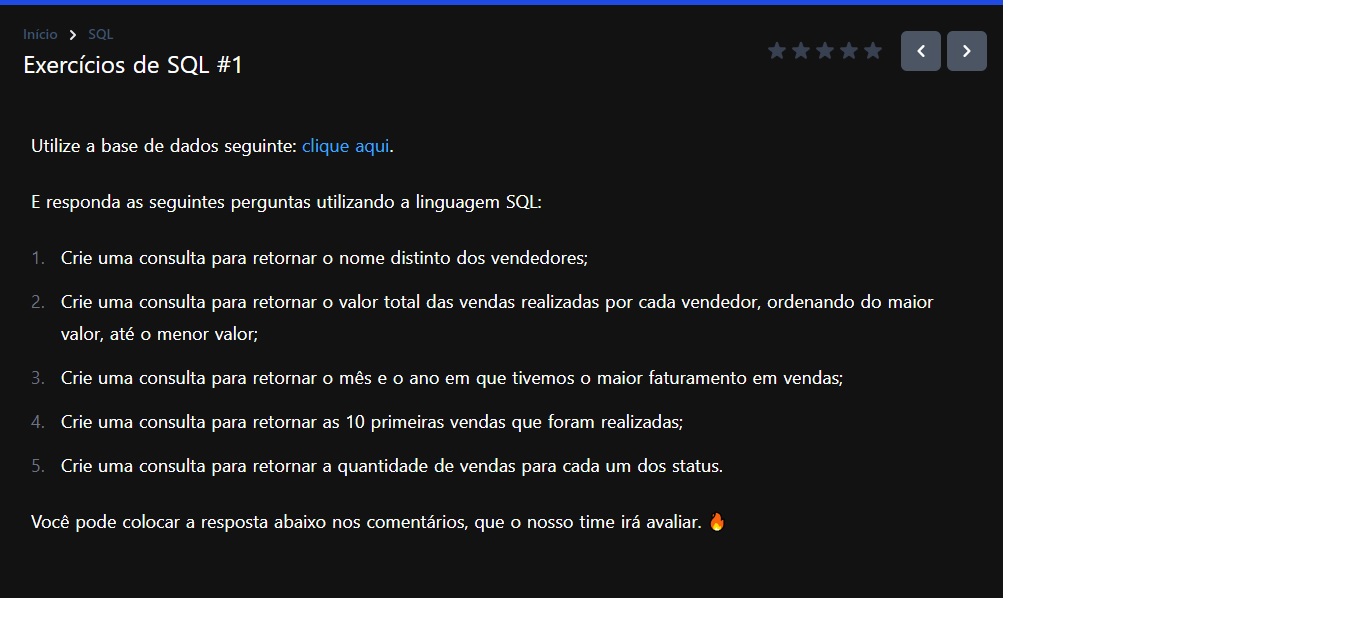 Início > SQL
Exercícios de SQL #1
Utilize a base de dados seguinte: clique aqui.
E responda as seguintes perguntas utilizando a linguagem SQL:
1. Crie uma consulta para retornar o nome distinto dos vendedores;
2. Crie uma consulta para retornar o valor total das vendas realizadas por cada vendedor, ordenando do maior
valor, até o menor valor;
3. Crie uma consulta para retornar o mês e o ano em que tivemos o maior faturamento em vendas;
4. Crie uma consulta para retornar as 10 primeiras vendas que foram realizadas;
5. Crie uma consulta para retornar a quantidade de vendas para cada um dos status.
Você pode colocar a resposta abaixo nos comentários, que o nosso time irá avaliar. 🔥